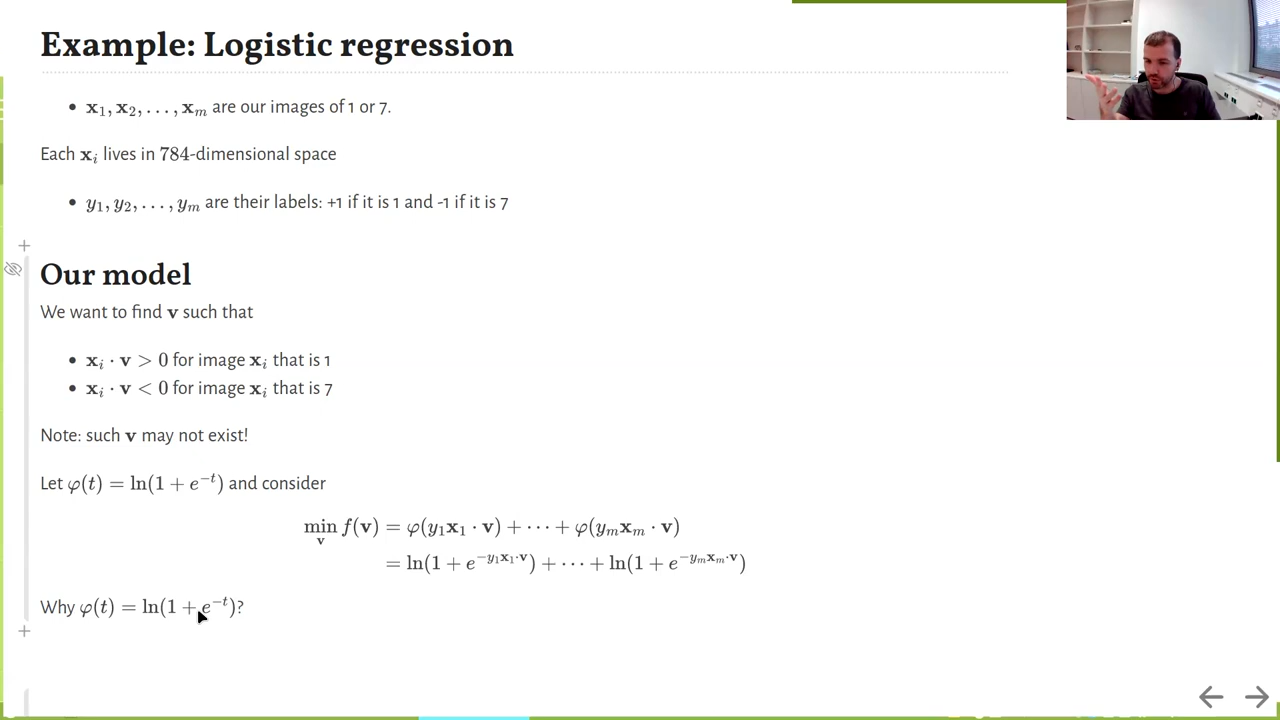 Example: Logistic regression
• x₁, x₂, …, xₘ are our images of 1 or 7.
Each xᵢ lives in 784-dimensional space
• y₁, y₂, …, yₘ are their labels: +1 if it is 1 and -1 if it is 7
Our model
We want to find v such that
• xᵢ · v > 0 for image xᵢ that is 1
• xᵢ · v < 0 for image xᵢ that is 7
Note: such v may not exist!
Let φ(t) = ln(1 + e^{−t}) and consider
min_v f(v) = φ(y₁x₁ · v) + ⋯ + φ(yₘxₘ · v)
= ln(1 + e^{−y₁x₁·v}) + ⋯ + ln(1 + e^{−yₘxₘ·v})
Why φ(t) = ln(1 + e^{−t})?